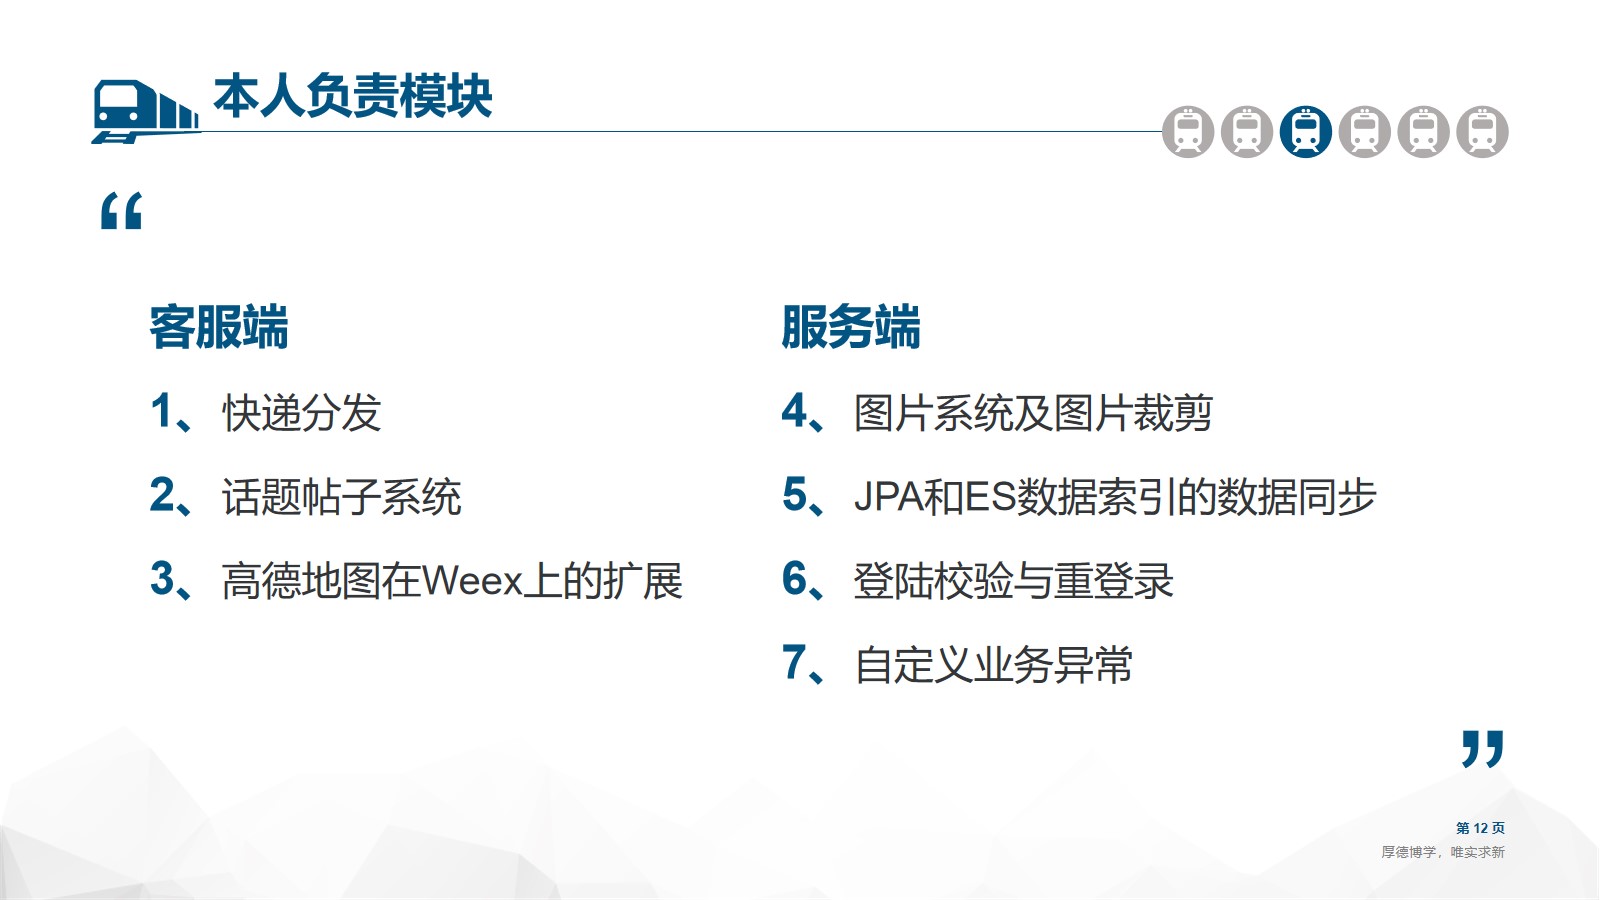 本人负责模块
“
客服端
1、快递分发
2、话题帖子系统
3、高德地图在Weex上的扩展
服务端
4、图片系统及图片裁剪
5、JPA和ES数据索引的数据同步
6、登陆校验与重登录
7、自定义业务异常
”
第 12 页
厚德博学，唯实求新